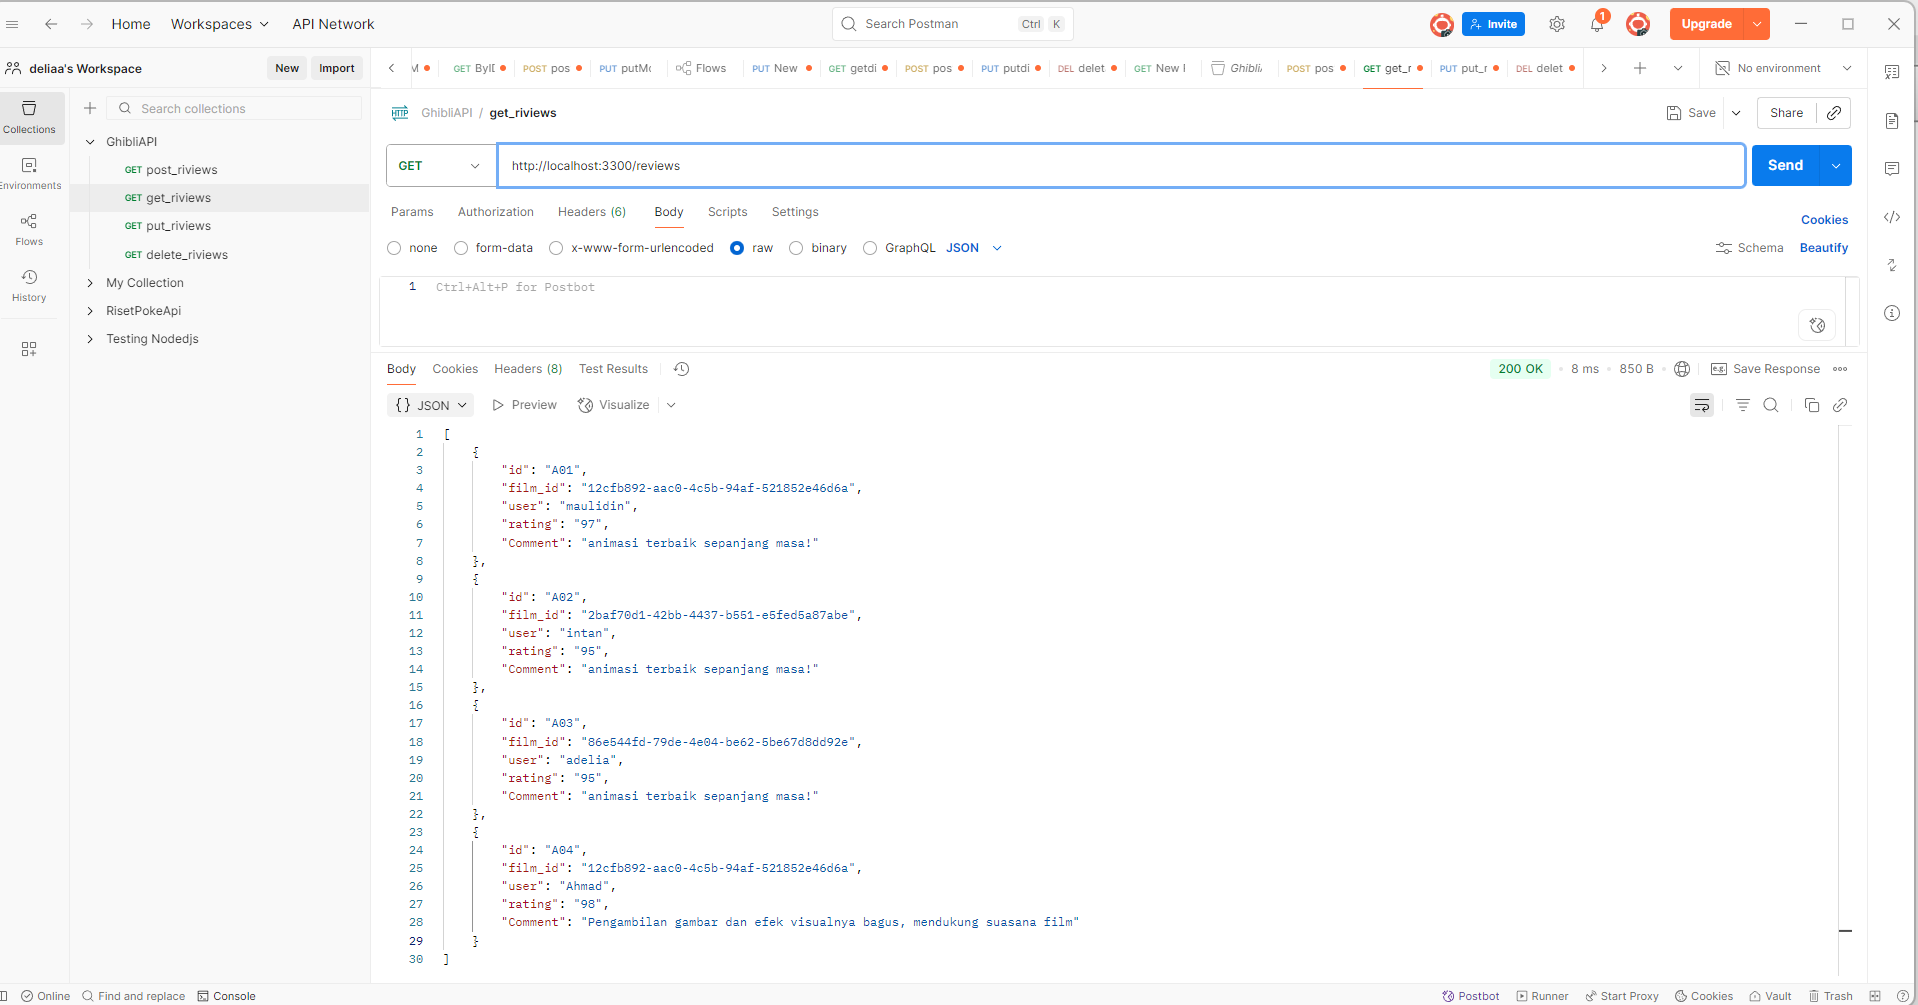 Home Workspaces API Network Search Postman Ctrl K Invite 1 Upgrade
deliaa's Workspace New Import
M GET ByII POST pos PUT putMc Flows PUT New GET getdi POST pos PUT putdi DEL delet GET New I Ghibli POST pos GET get_r PUT put_r DEL delet No environment
Collections
Environments
Flows
History
Search collections
GhibliAPI
GET post_riviews
GET get_riviews
GET put_riviews
GET delete_riviews
My Collection
RisetPokeApi
Testing Nodedjs
HTTP GhibliAPI / get_riviews Save Share
GET http://localhost:3300/reviews Send
Params Authorization Headers (6) Body Scripts Settings Cookies
none form-data x-www-form-urlencoded raw binary GraphQL JSON Schema Beautify
1 Ctrl+Alt+P for Postbot
Body Cookies Headers (8) Test Results 200 OK • 8 ms • 850 B e.g. Save Response
{} JSON Preview Visualize
1 [
2 {
3 "id": "A01",
4 "film_id": "12cfb892-aac0-4c5b-94af-521852e46d6a",
5 "user": "maulidin",
6 "rating": "97",
7 "Comment": "animasi terbaik sepanjang masa!"
8 },
9 {
10 "id": "A02",
11 "film_id": "2baf70d1-42bb-4437-b551-e5fed5a87abe",
12 "user": "intan",
13 "rating": "95",
14 "Comment": "animasi terbaik sepanjang masa!"
15 },
16 {
17 "id": "A03",
18 "film_id": "86e544fd-79de-4e04-be62-5be67d8dd92e",
19 "user": "adelia",
20 "rating": "95",
21 "Comment": "animasi terbaik sepanjang masa!"
22 },
23 {
24 "id": "A04",
25 "film_id": "12cfb892-aac0-4c5b-94af-521852e46d6a",
26 "user": "Ahmad",
27 "rating": "98",
28 "Comment": "Pengambilan gambar dan efek visualnya bagus, mendukung suasana film"
29 }
30 ]
Online Find and replace Console Postbot Runner Start Proxy Cookies Vault Trash